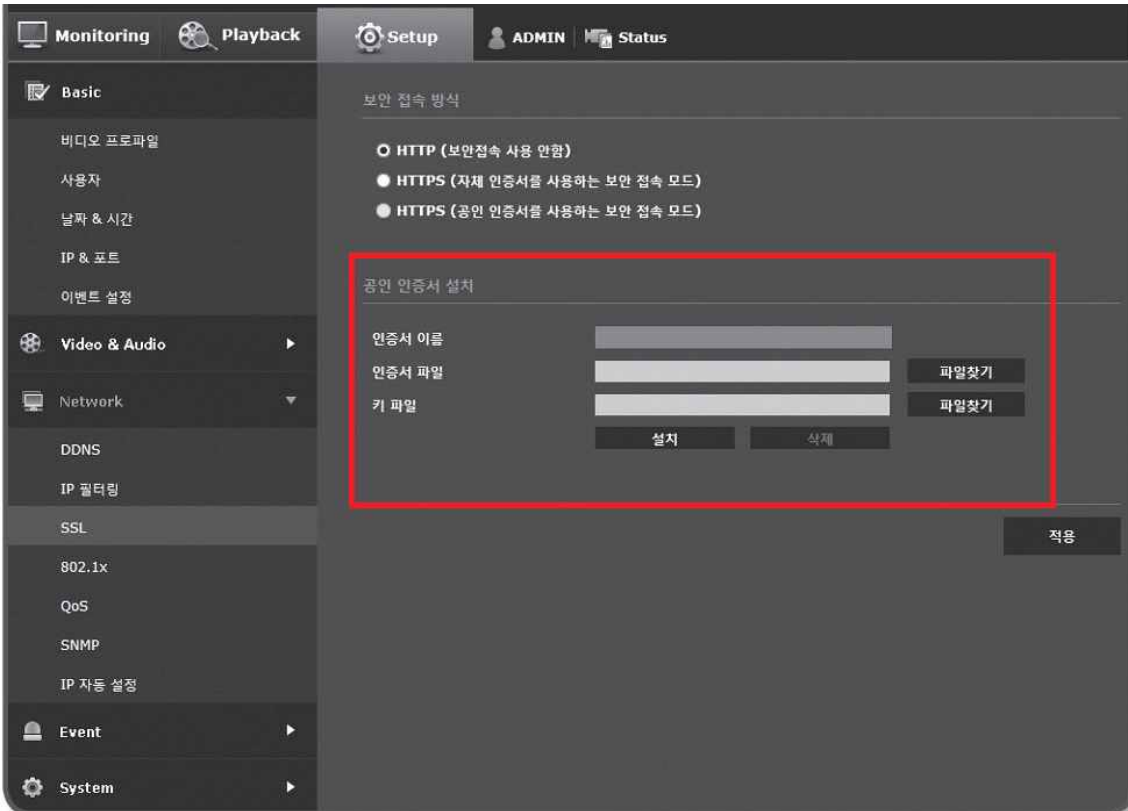 Monitoring
Playback
Setup
ADMIN
Status
Basic
비디오 프로파일
사용자
날짜 & 시간
IP & 포트
이벤트 설정
Video & Audio
Network
DDNS
IP 필터링
SSL
802.1x
QoS
SNMP
IP 자동 설정
Event
System
보안 접속 방식
HTTP (보안접속 사용 안함)
HTTPS (자체 인증서를 사용하는 보안 접속 모드)
HTTPS (공인 인증서를 사용하는 보안 접속 모드)
공인 인증서 설치
인증서 이름
인증서 파일 파일찾기
키 파일 파일찾기
설치 삭제
적용